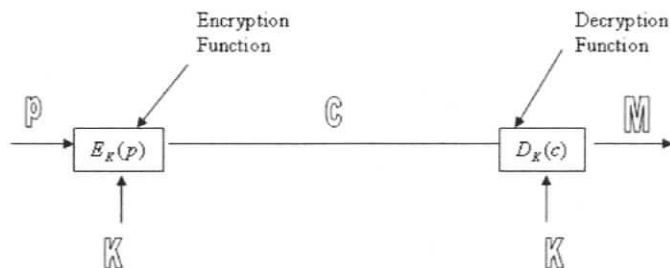 Encryption
Function
Decryption
Function
P
C
M
E_K(p)
D_K(c)
K
K